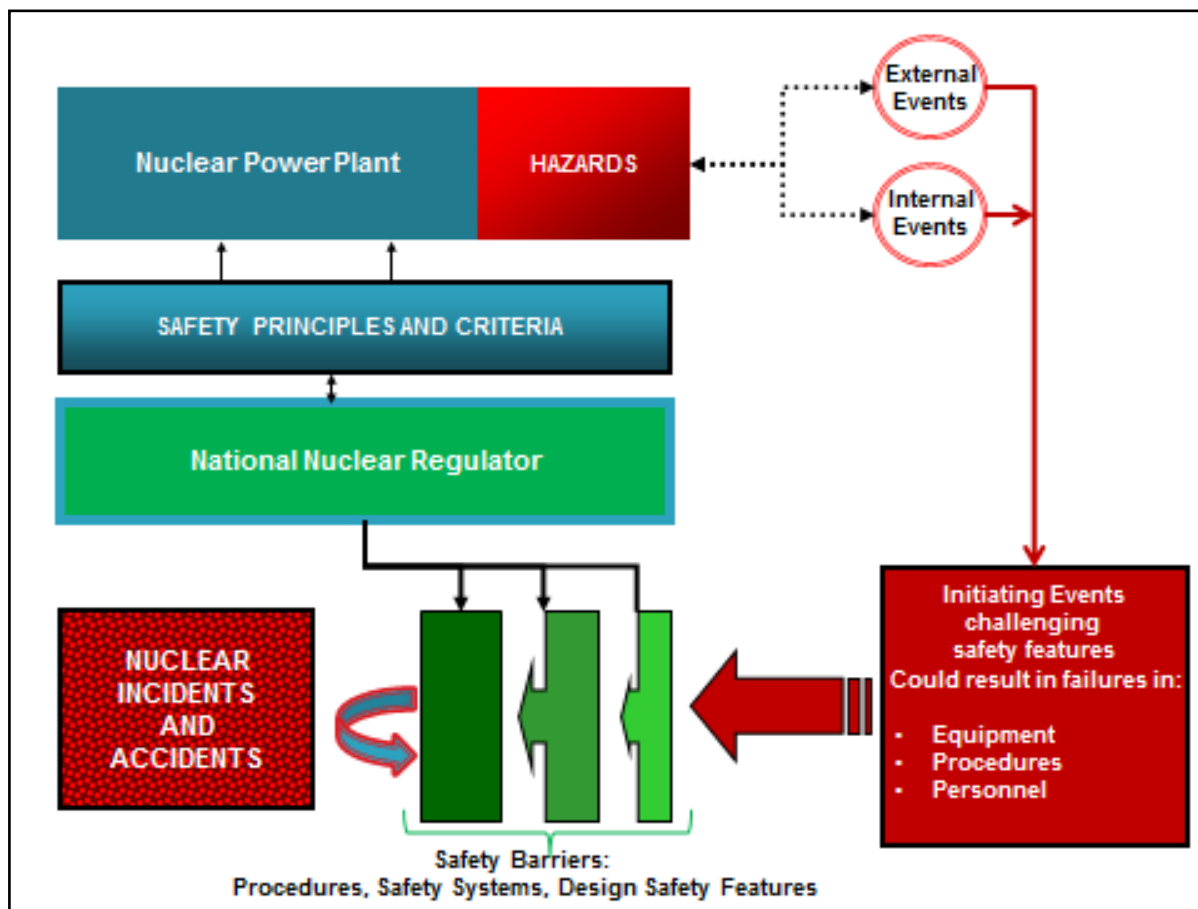 External
Events
Nuclear Power Plant
HAZARDS
Internal
Events
SAFETY PRINCIPLES AND CRITERIA
National Nuclear Regulator
Initiating Events
challenging
safety features
Could result in failures in:
▪ Equipment
▪ Procedures
▪ Personnel
NUCLEAR
INCIDENTS
AND
ACCIDENTS
Safety Barriers:
Procedures, Safety Systems, Design Safety Features